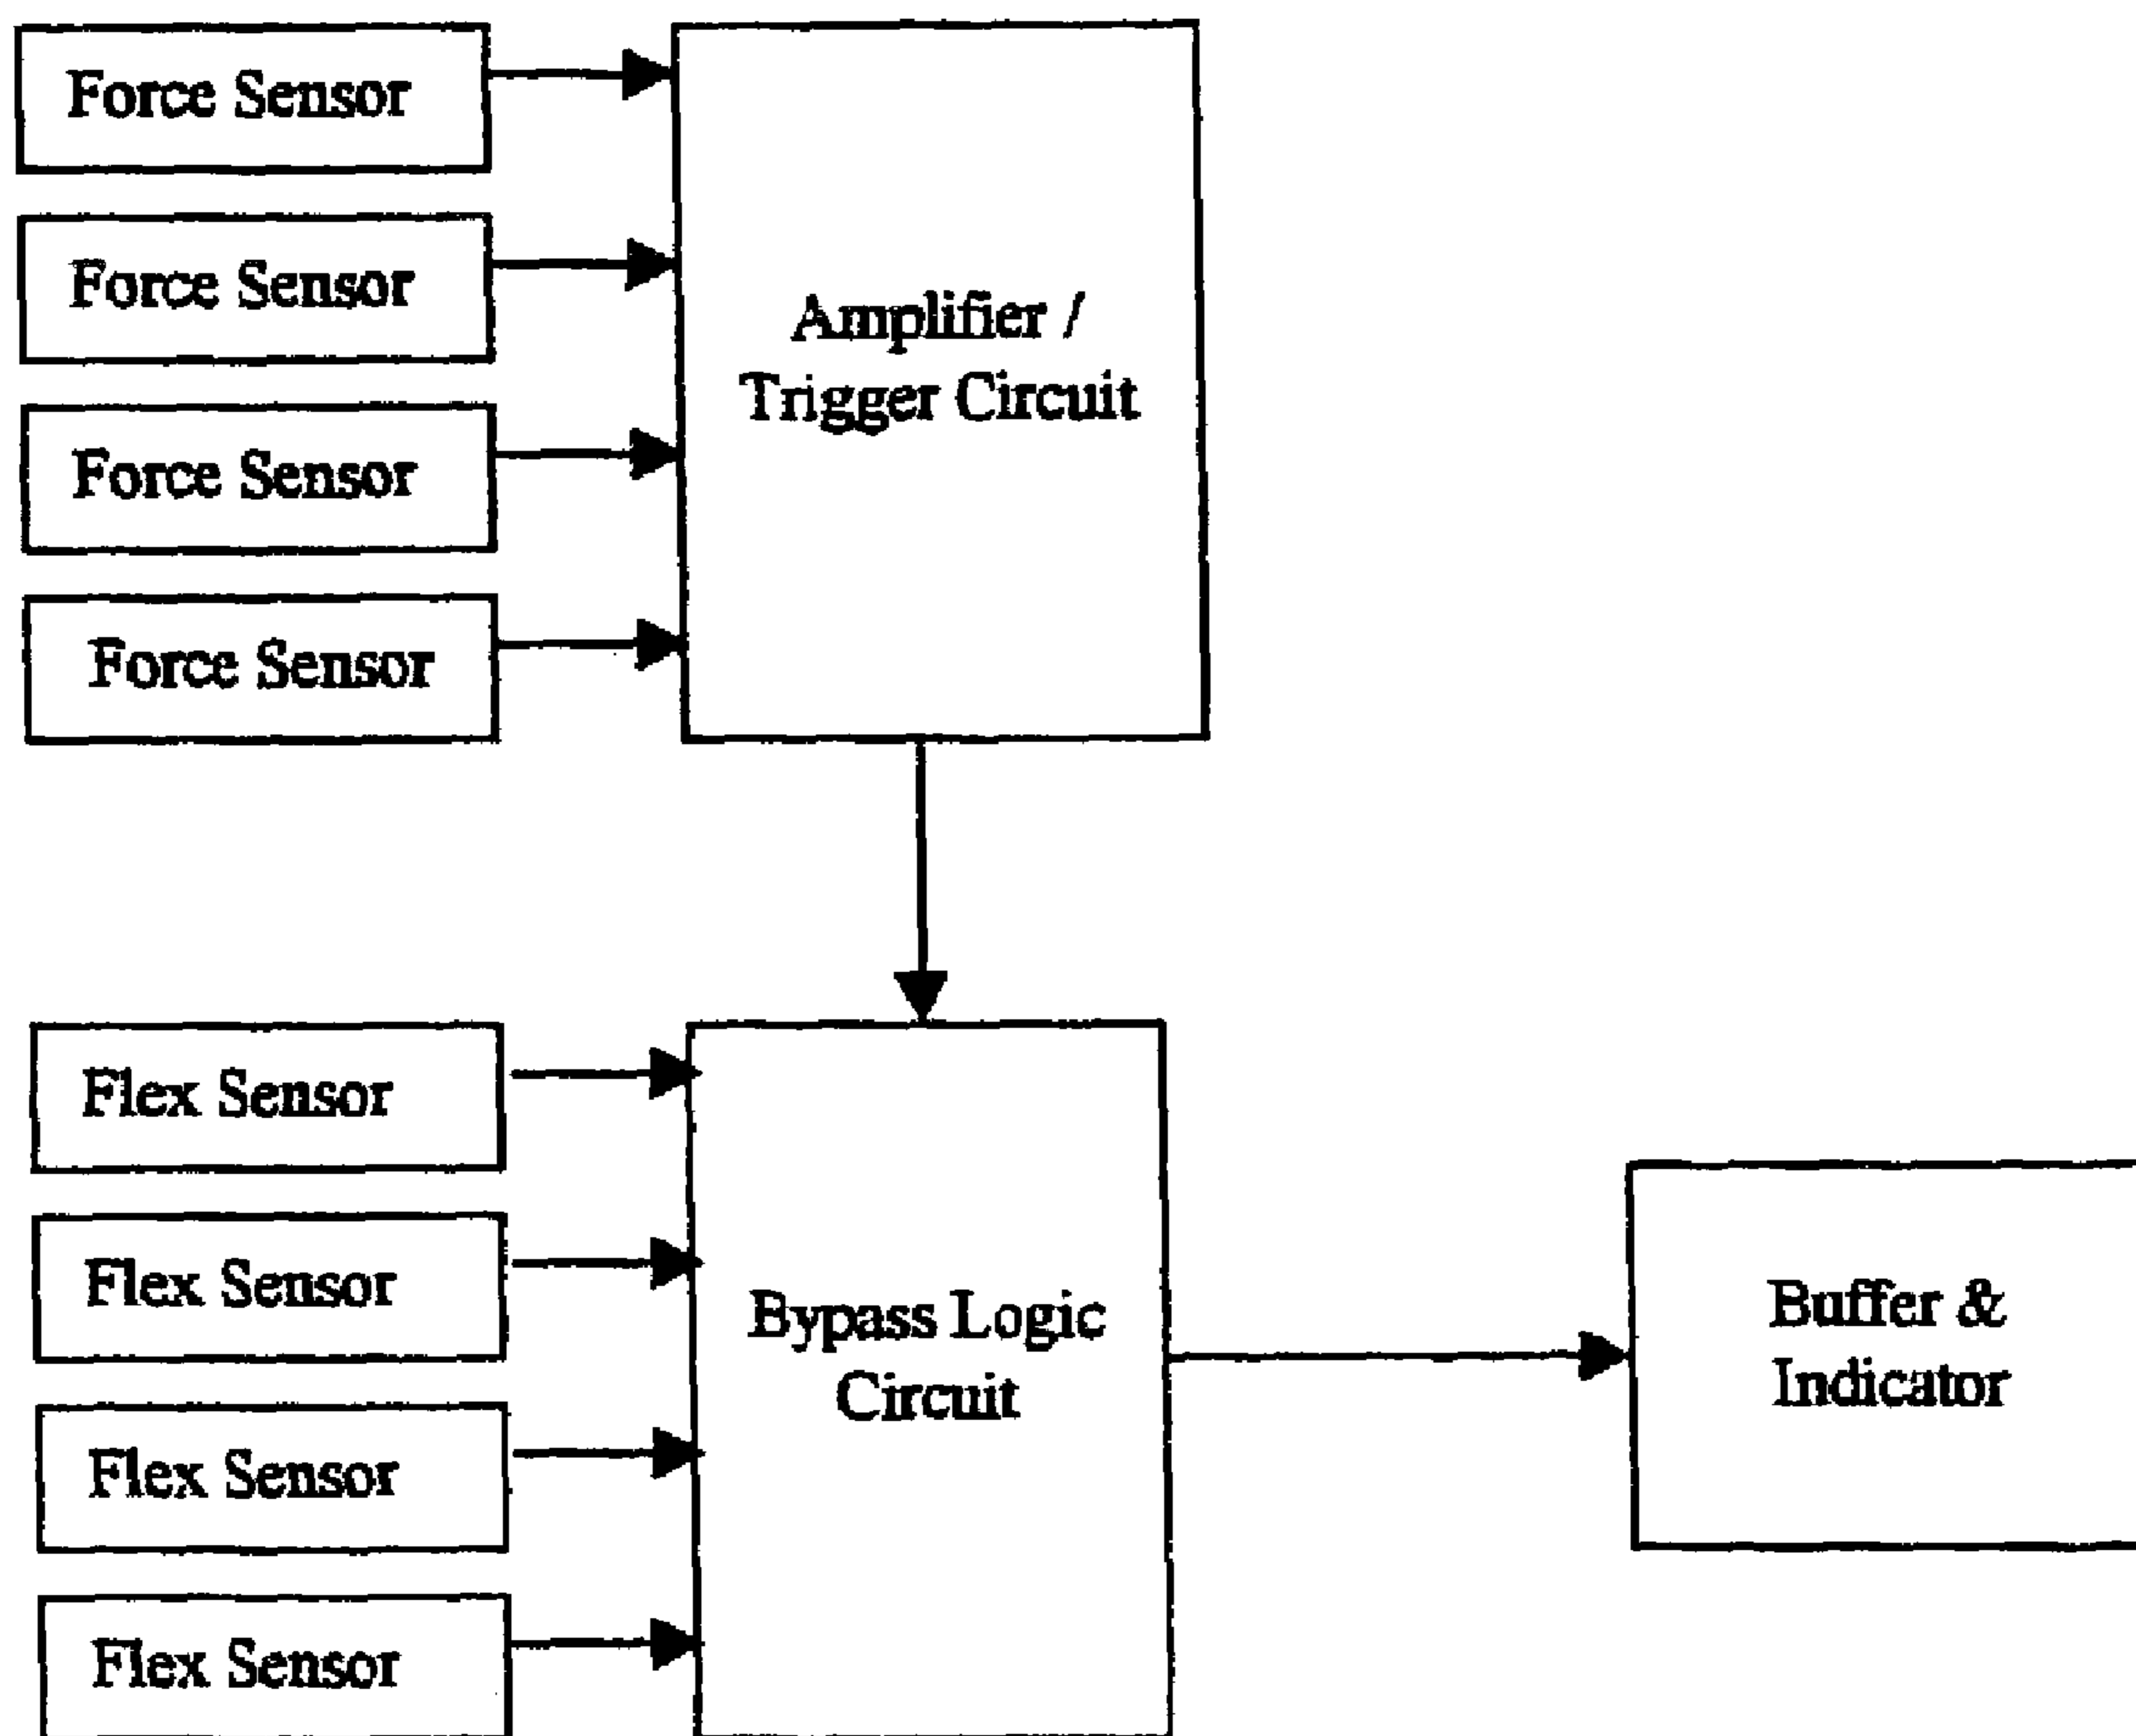 Force Sensor
Force Sensor
Force Sensor
Force Sensor
Amplifier /
Trigger Circuit
Flex Sensor
Flex Sensor
Flex Sensor
Flex Sensor
Bypass Logic
Circuit
Buffer &
Indicator